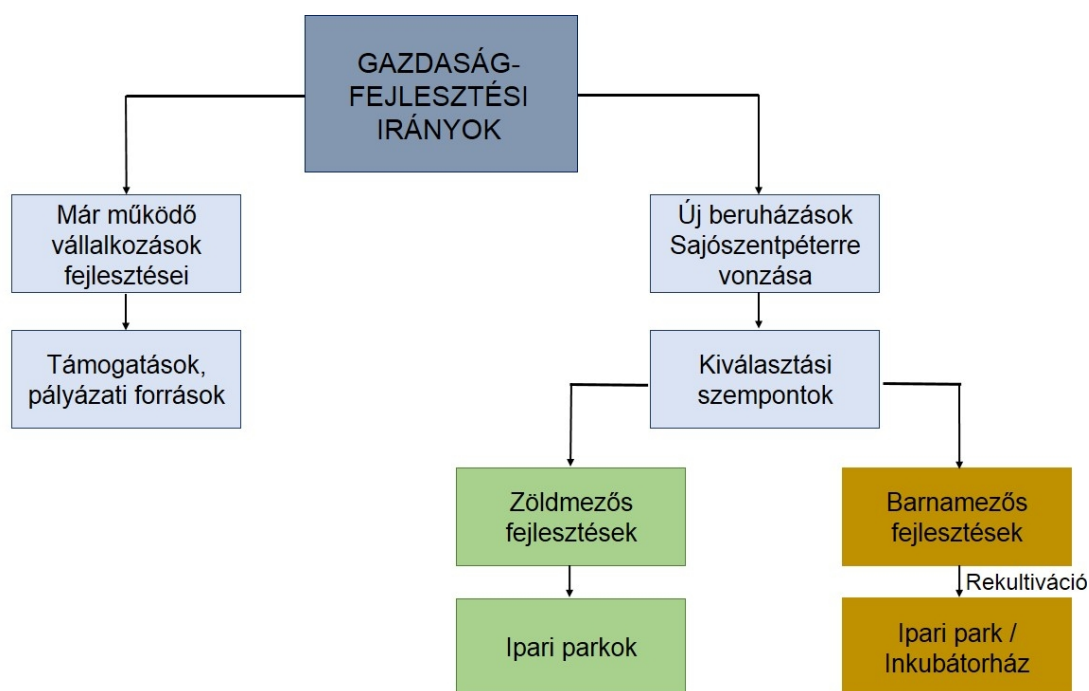 GAZDASÁG-
FEJLESZTÉSI
IRÁNYOK
Már működő
vállalkozások
fejlesztései
Új beruházások
Sajószentpéterre
vonzása
Támogatások,
pályázati források
Kiválasztási
szempontok
Zöldmezős
fejlesztések
Barnamezős
fejlesztések
Rekultiváció
Ipari parkok
Ipari park /
Inkubátorház